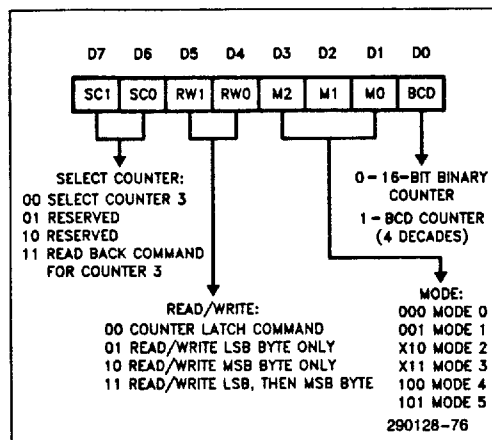 D7 D6 D5 D4 D3 D2 D1 D0
SC1 SC0 RW1 RW0 M2 M1 M0 BCD
SELECT COUNTER:
00 SELECT COUNTER 3
01 RESERVED
10 RESERVED
11 READ BACK COMMAND
FOR COUNTER 3
0-16-BIT BINARY
COUNTER
1-BCD COUNTER
(4 DECADES)
READ/WRITE:
00 COUNTER LATCH COMMAND
01 READ/WRITE LSB BYTE ONLY
10 READ/WRITE MSB BYTE ONLY
11 READ/WRITE LSB, THEN MSB BYTE
MODE:
000 MODE 0
001 MODE 1
X10 MODE 2
X11 MODE 3
100 MODE 4
101 MODE 5
290128-76